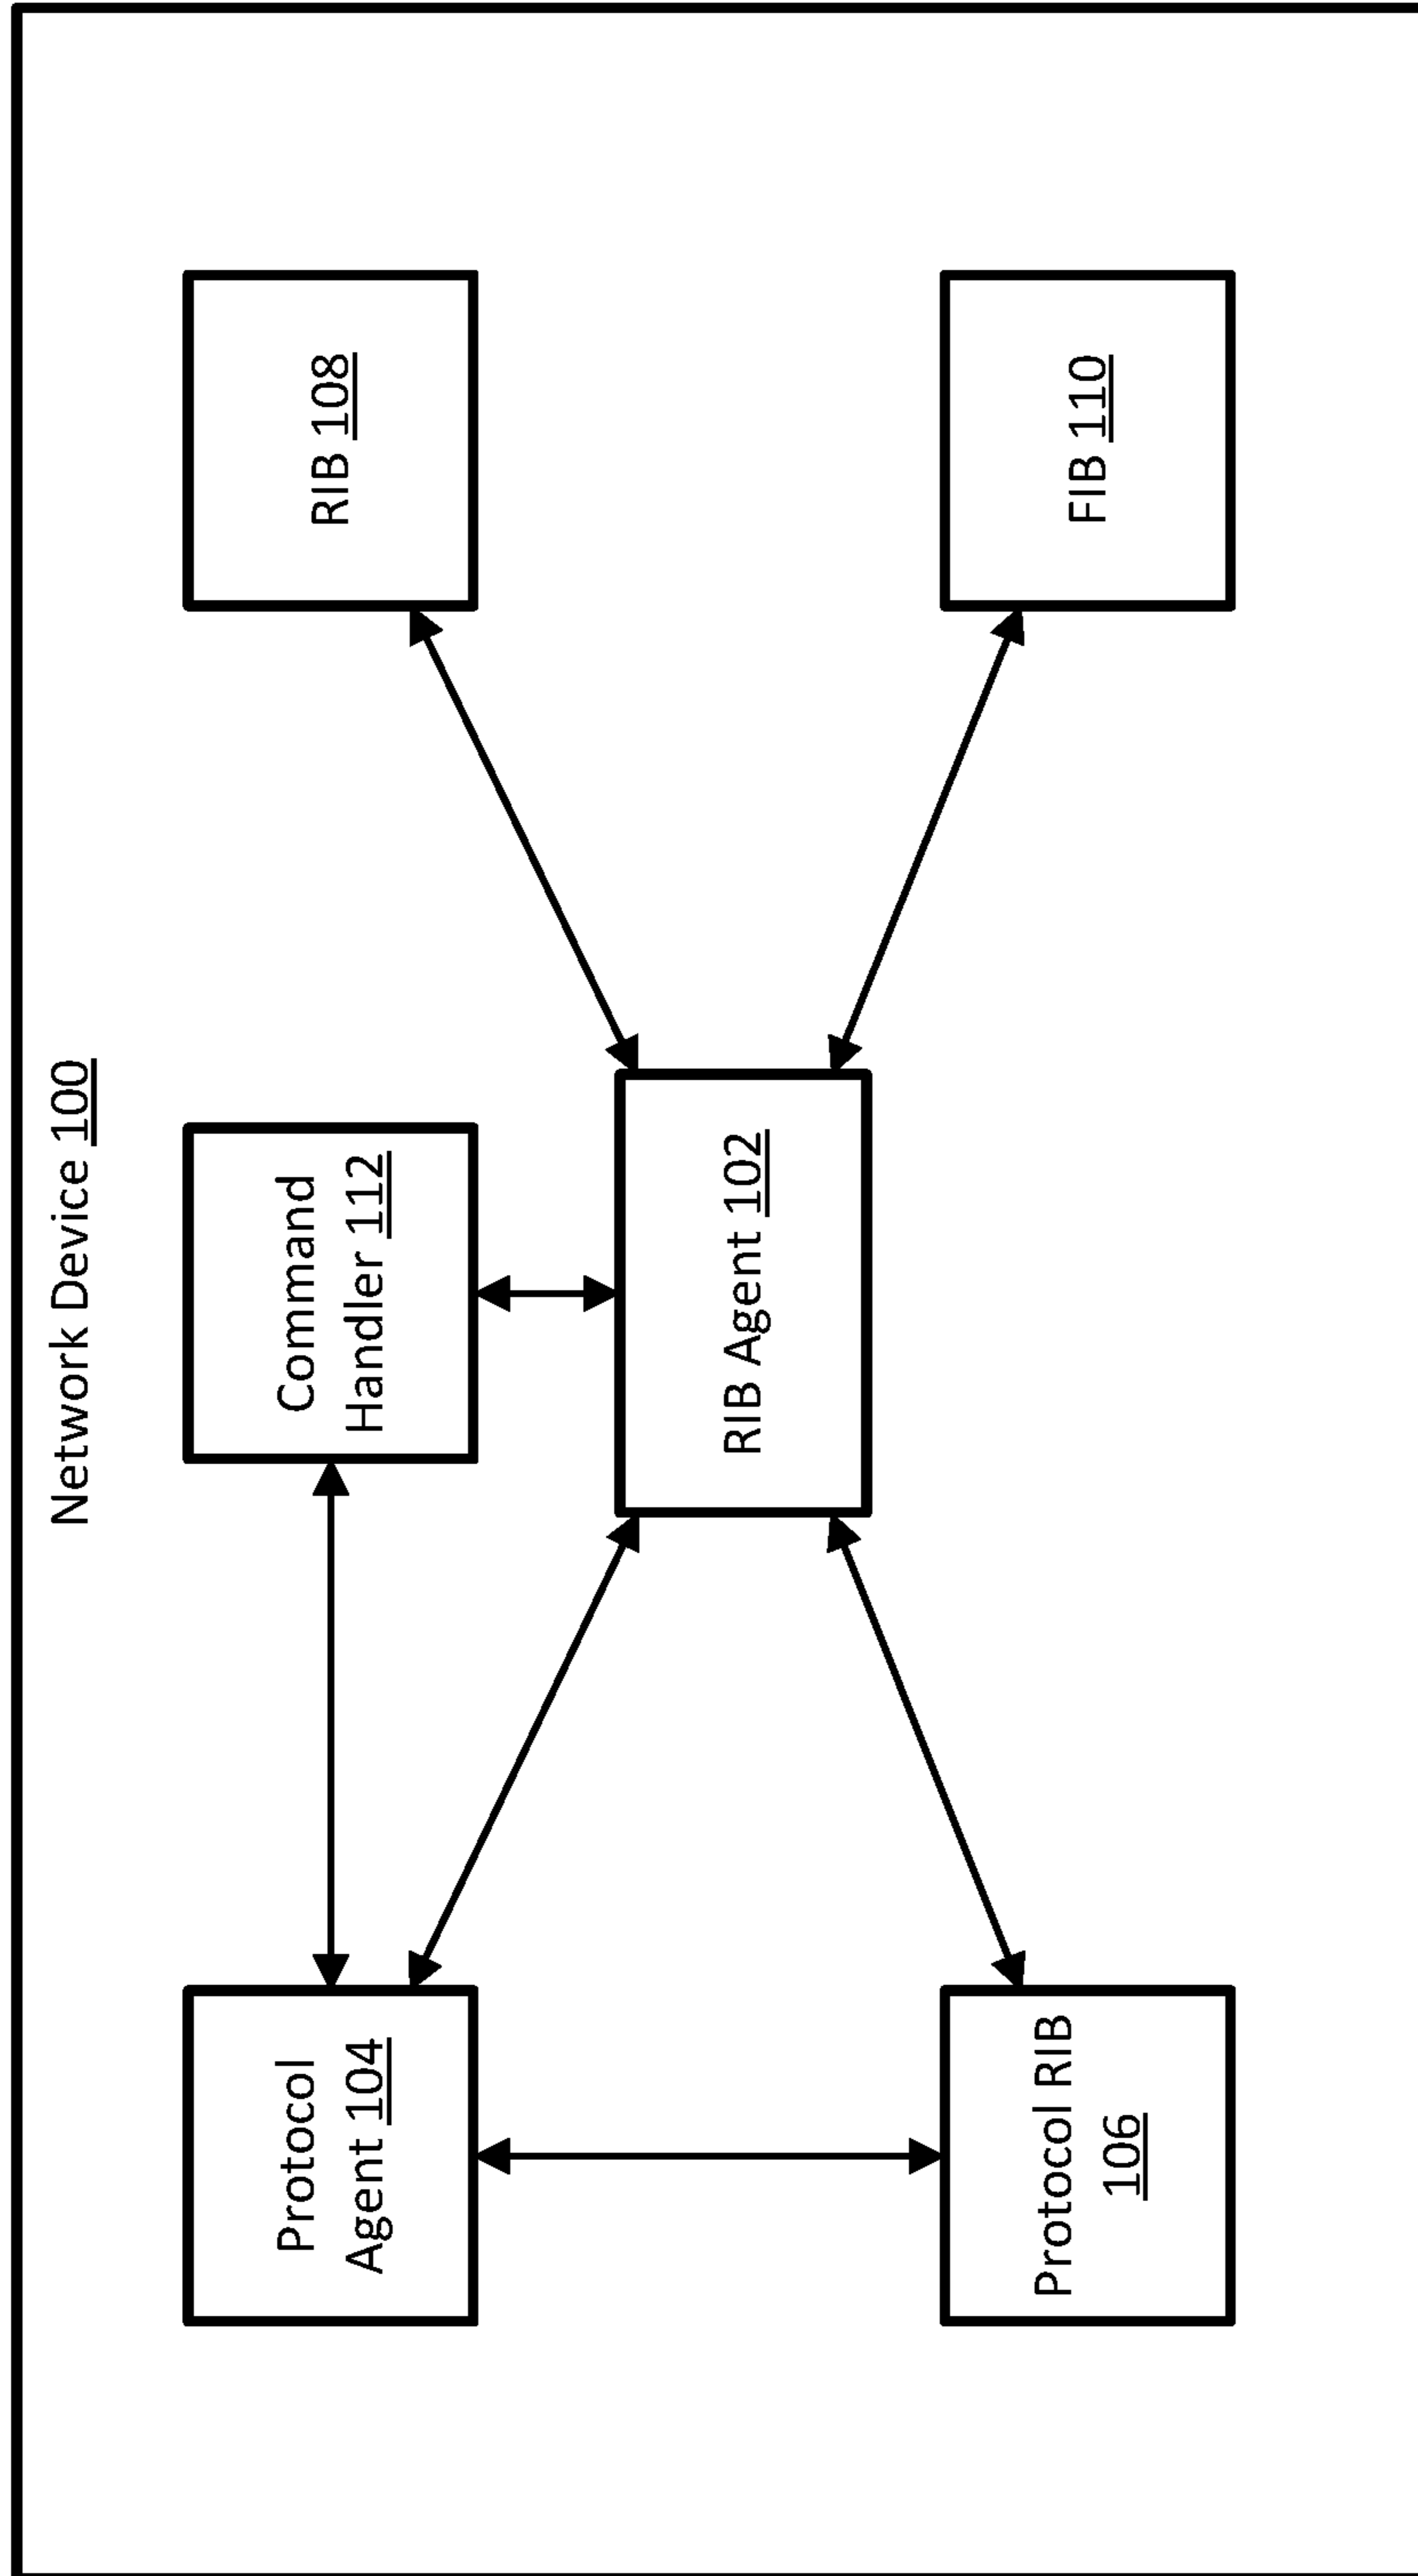 Network Device 100
Protocol
Agent 104
Command
Handler 112
RIB 108
RIB Agent 102
Protocol RIB
106
FIB 110